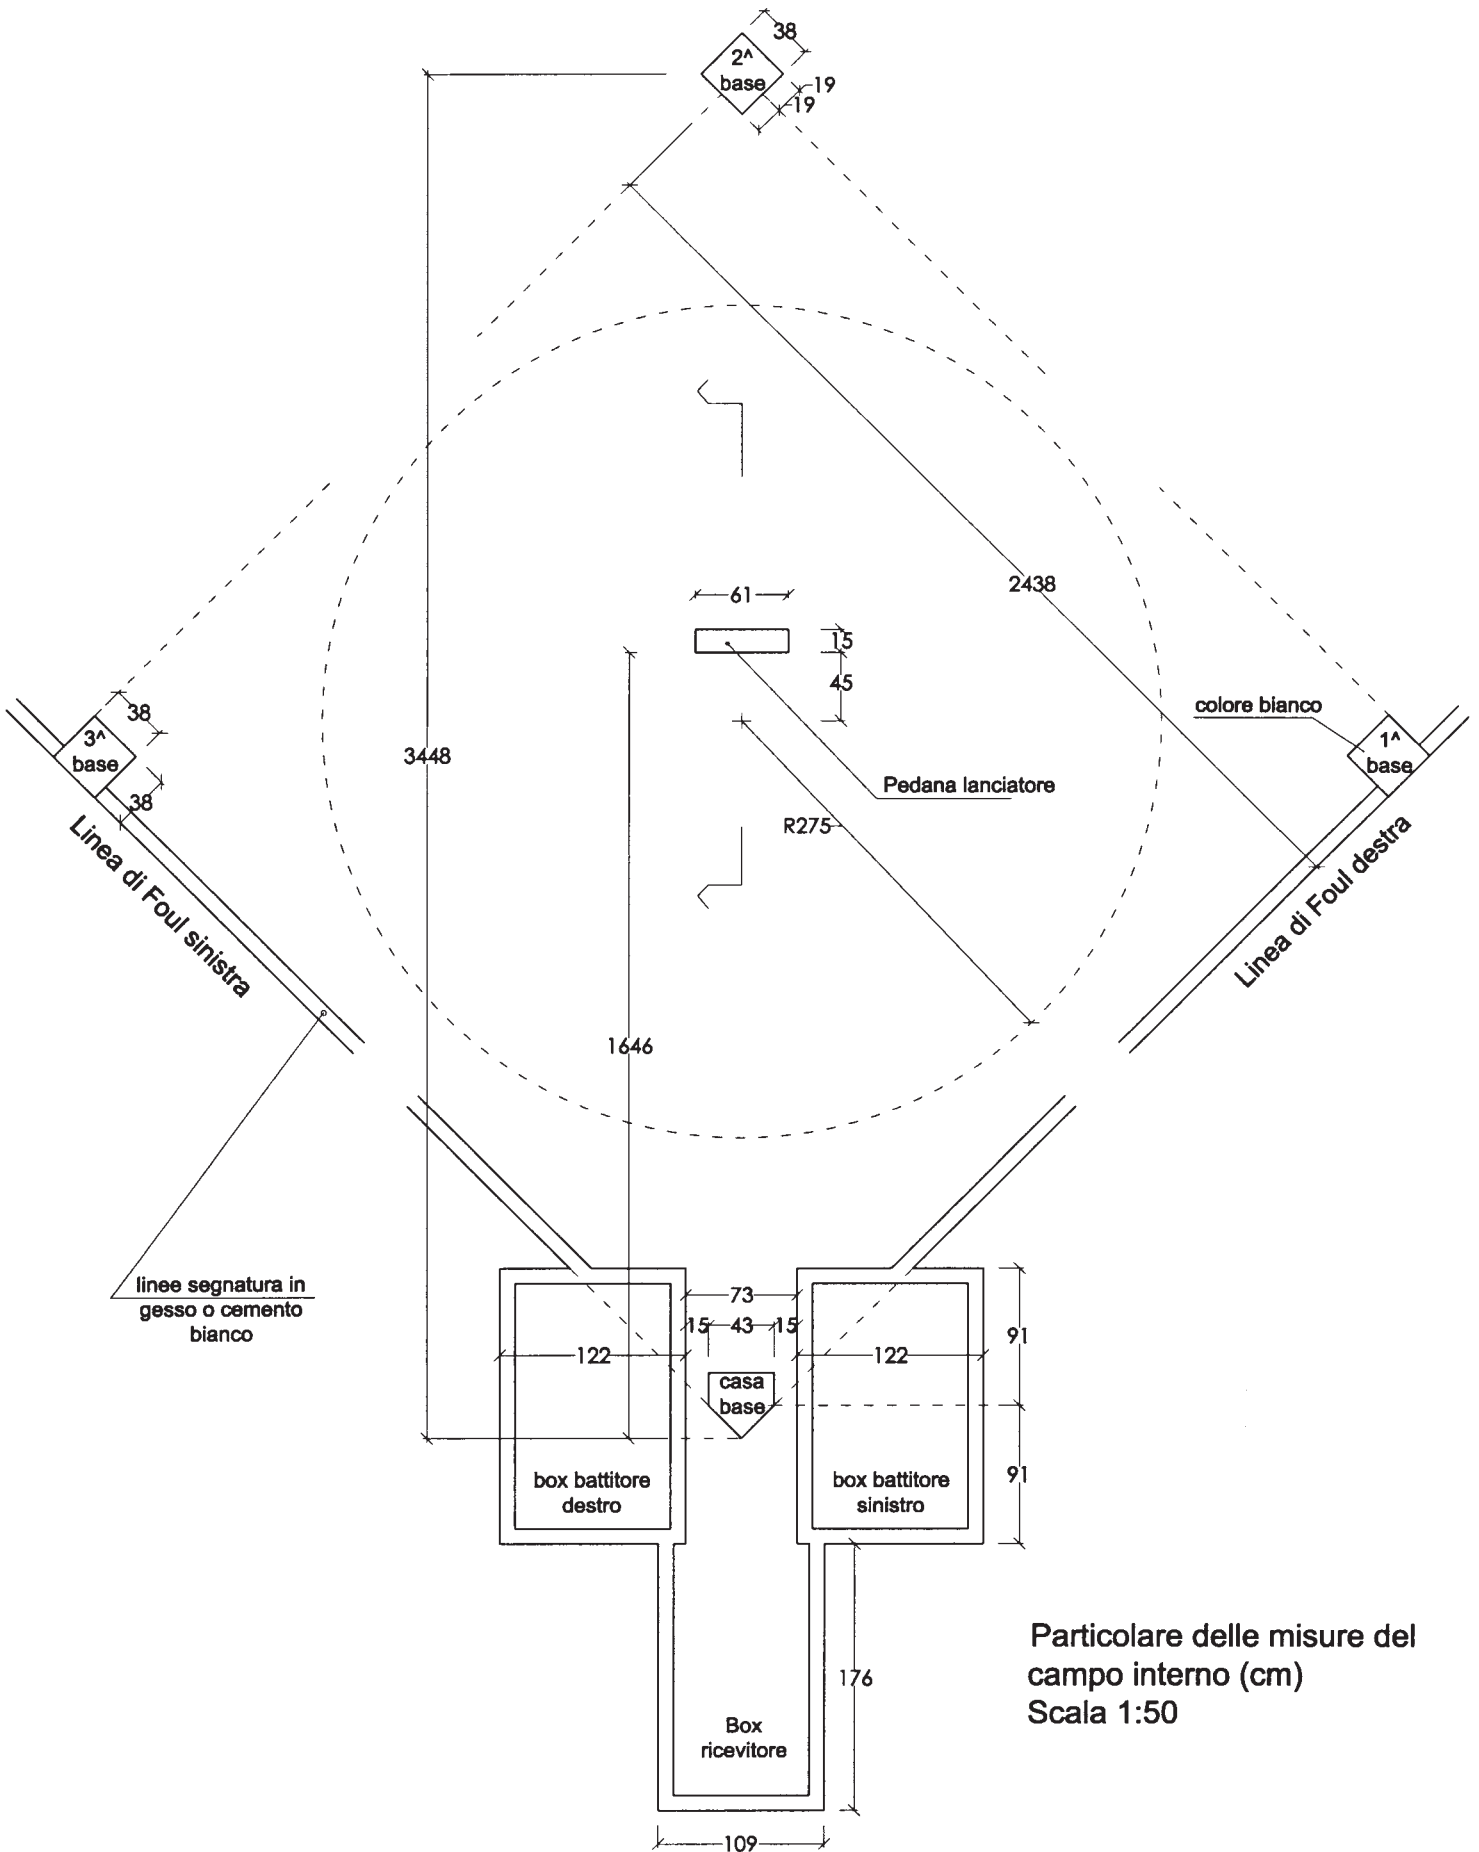 38
2^
base
19
19
2438
61
15
45
colore bianco
38
3^
base
38
3448
1^
base
Pedana lanciatore
R275
Linea di Foul sinistra
Linea di Foul destra
1646
linee segnatura in
gesso o cemento
bianco
73
15 43 15
122
122
91
casa
base
91
box battitore
destro
box battitore
sinistro
Particolare delle misure del
campo interno (cm)
Scala 1:50
176
Box
ricevitore
109